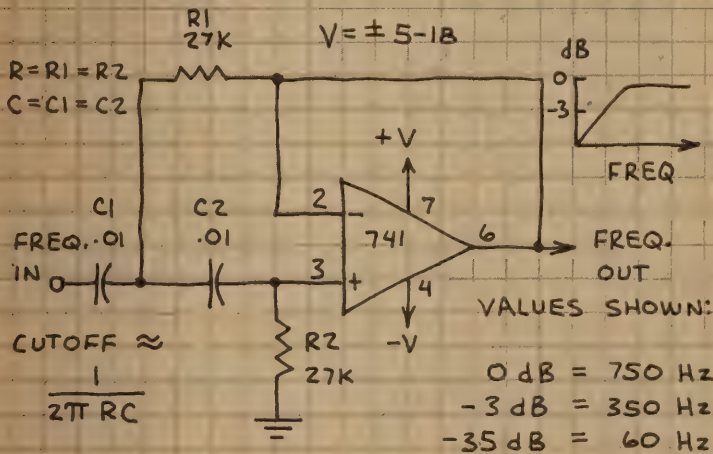 R1
27K
V = ± 5-18
R=R1=R2
C=C1=C2
dB
0
-3
FREQ
+V
C1
.01
C2
.01
2
-
7
741
6
3
+
4
FREQ.
IN
FREQ.
OUT
-V
VALUES SHOWN:
CUTOFF ≈
1
2π RC
R2
27K
0 dB = 750 Hz
-3 dB = 350 Hz
-35 dB = 60 Hz